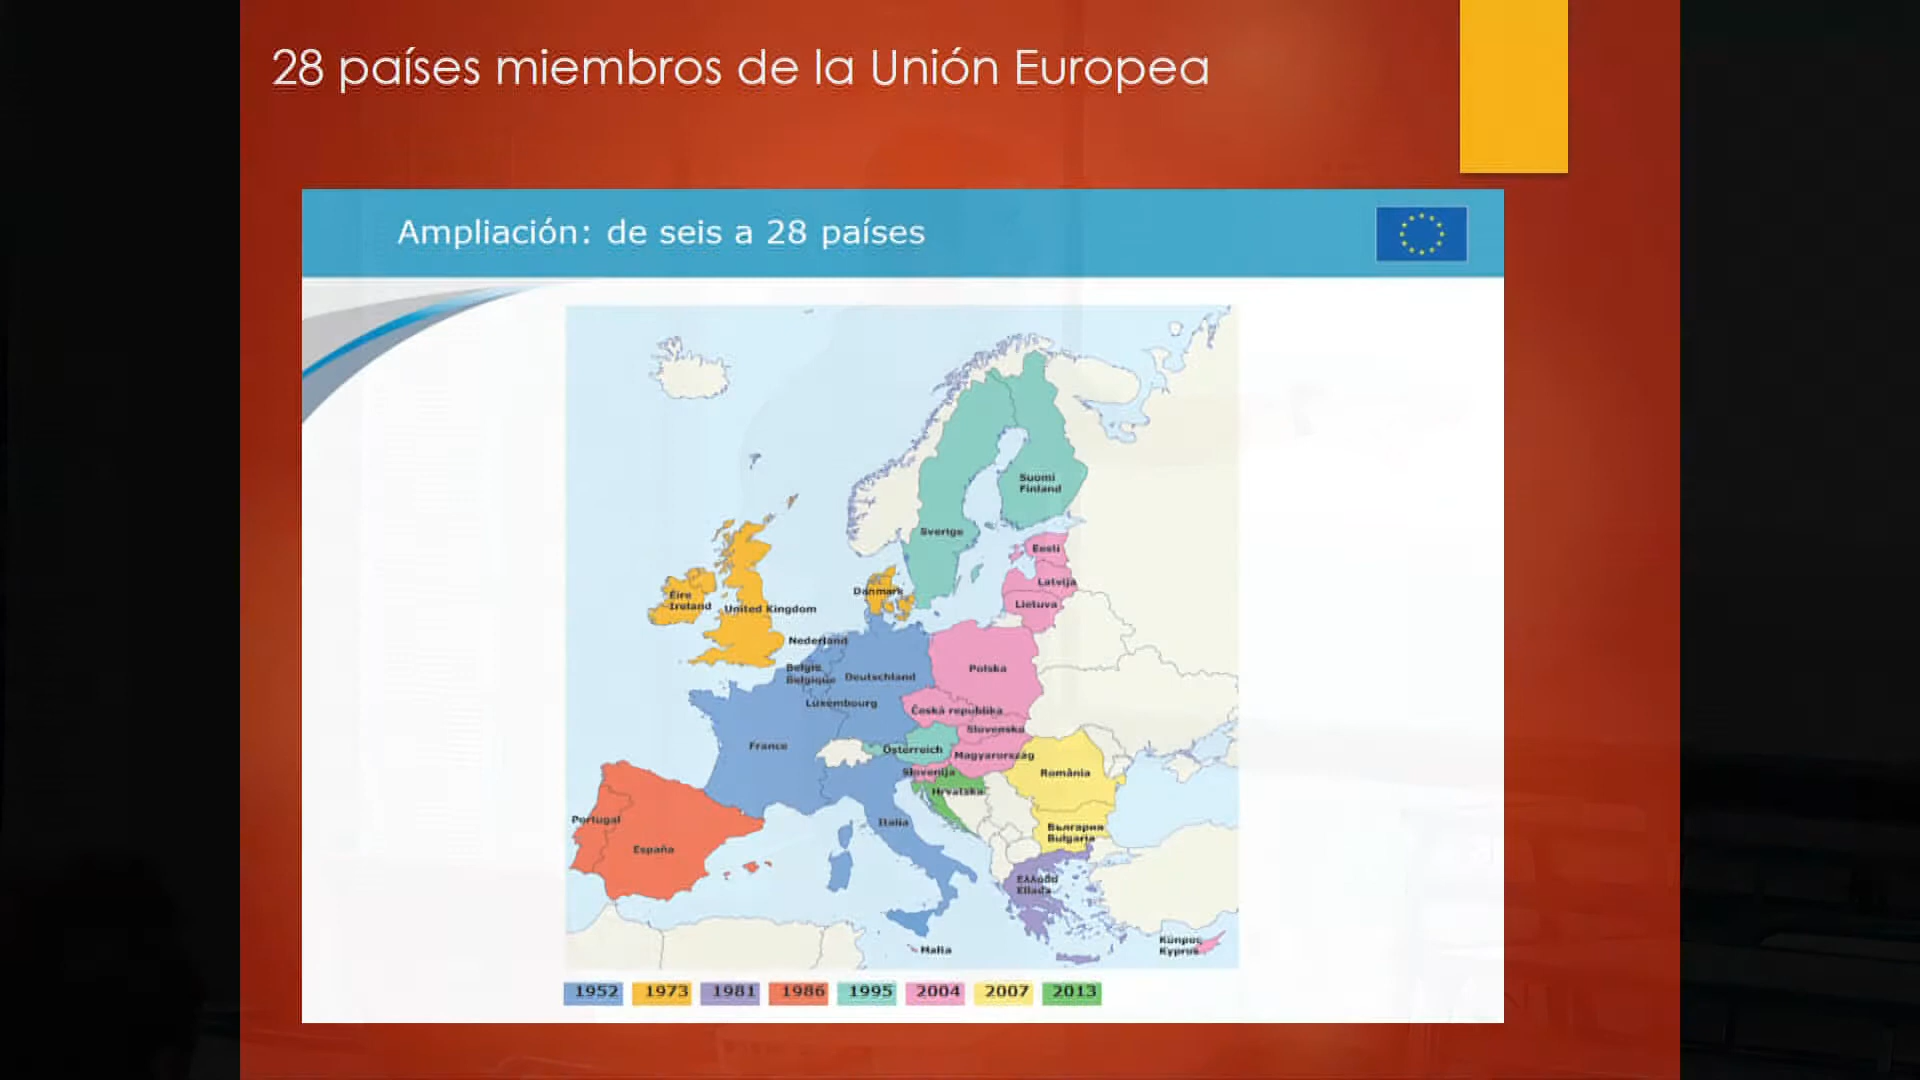 28 países miembros de la Unión Europea
Ampliación: de seis a 28 países
Suomi
Finland
Sverige
Eesti
Latvija
Lietuva
Danmark
Éire
Ireland
United Kingdom
Nederland
België
Belgique
Deutschland
Polska
Luxembourg
Česká republika
Slovensko
France
Österreich
Magyarország
Slovenija
România
Hrvatska
Portugal
Italia
България
Bulgaria
España
Ελλάδα
Ellada
Malta
Κύπρος
Kypros
1952 1973 1981 1986 1995 2004 2007 2013